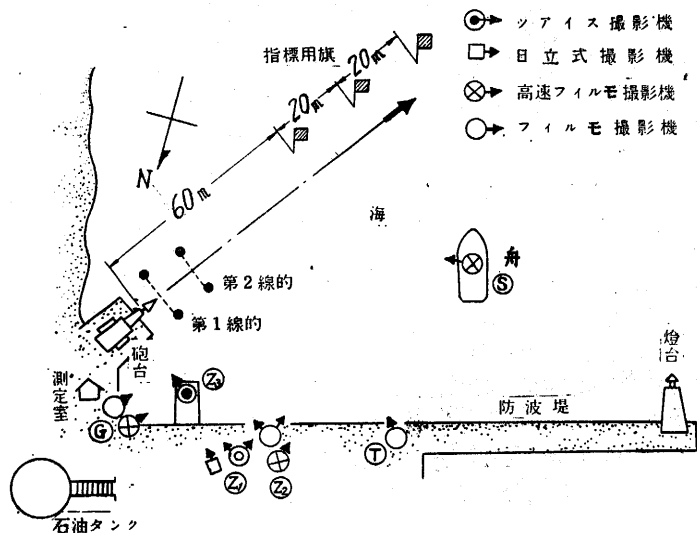 ツアイス撮影機
日立式撮影機
高速フィルモ撮影機
フィルモ撮影機
指標用旗
20m
20m
60m
N
海
舟
S
第2線的
第1線的
砲台
測定室
Z3
G
Z1
Z2
T
防波堤
燈台
石油タンク